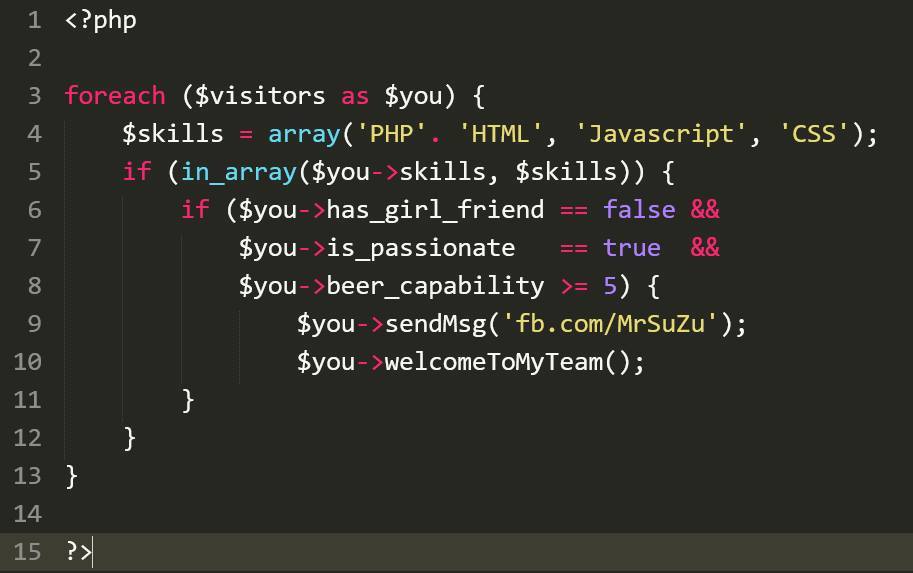 1 <?php
2
3 foreach ($visitors as $you) {
4     $skills = array('PHP'. 'HTML', 'Javascript', 'CSS');
5     if (in_array($you->skills, $skills)) {
6         if ($you->has_girl_friend == false &&
7             $you->is_passionate   == true  &&
8             $you->beer_capability >= 5) {
9                 $you->sendMsg('fb.com/MrSuZu');
10                 $you->welcomeToMyTeam();
11         }
12     }
13 }
14
15 ?>